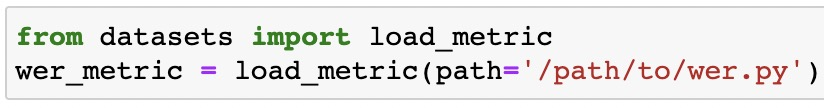 from datasets import load_metric
wer_metric = load_metric(path='/path/to/wer.py')